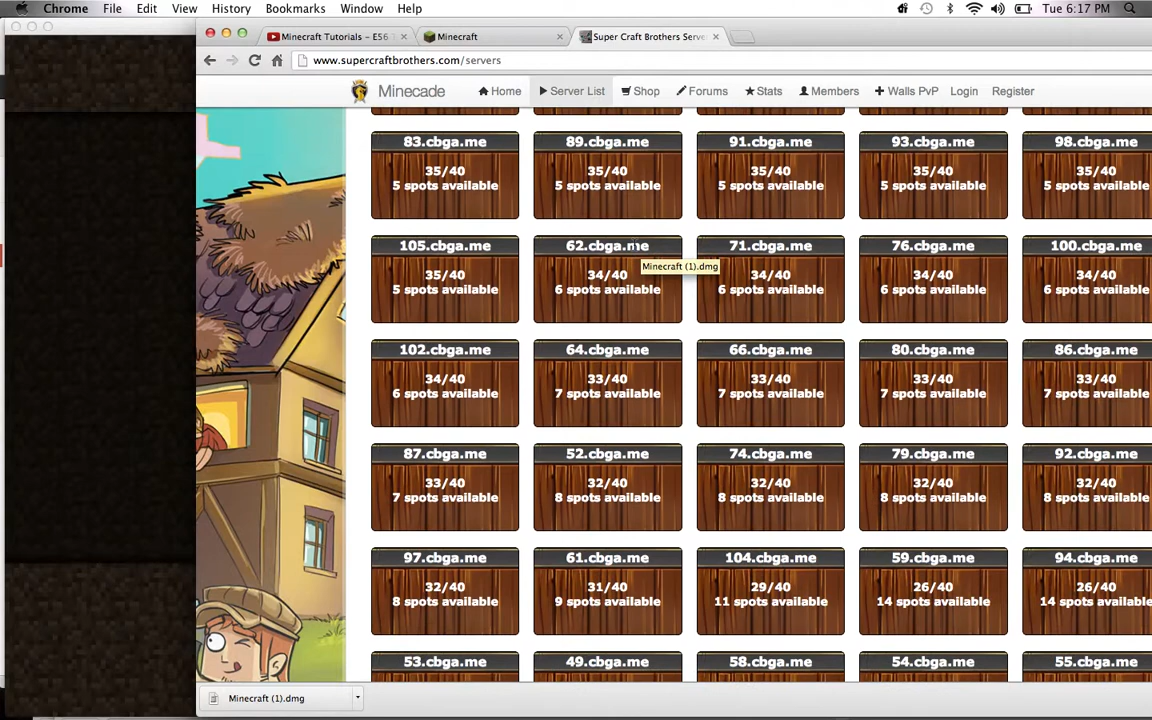 Chrome File Edit View History Bookmarks Window Help Tue 6:17 PM
Minecraft Tutorials – E56 Minecraft Super Craft Brothers Serve
www.supercraftbrothers.com/servers
Minecade Home Server List Shop Forums Stats Members Walls PvP Login Register
83.cbga.me 89.cbga.me 91.cbga.me 93.cbga.me 98.cbga.me
35/40 35/40 35/40 35/40 35/40
5 spots available 5 spots available 5 spots available 5 spots available 5 spots available
105.cbga.me 62.cbga.me 71.cbga.me 76.cbga.me 100.cbga.me
Minecraft (1).dmg
35/40 34/40 34/40 34/40 34/40
5 spots available 6 spots available 6 spots available 6 spots available 6 spots available
102.cbga.me 64.cbga.me 66.cbga.me 80.cbga.me 86.cbga.me
34/40 33/40 33/40 33/40 33/40
6 spots available 7 spots available 7 spots available 7 spots available 7 spots available
87.cbga.me 52.cbga.me 74.cbga.me 79.cbga.me 92.cbga.me
33/40 32/40 32/40 32/40 32/40
7 spots available 8 spots available 8 spots available 8 spots available 8 spots available
97.cbga.me 61.cbga.me 104.cbga.me 59.cbga.me 94.cbga.me
32/40 31/40 29/40 26/40 26/40
8 spots available 9 spots available 11 spots available 14 spots available 14 spots available
53.cbga.me 49.cbga.me 58.cbga.me 54.cbga.me 55.cbga.me
Minecraft (1).dmg